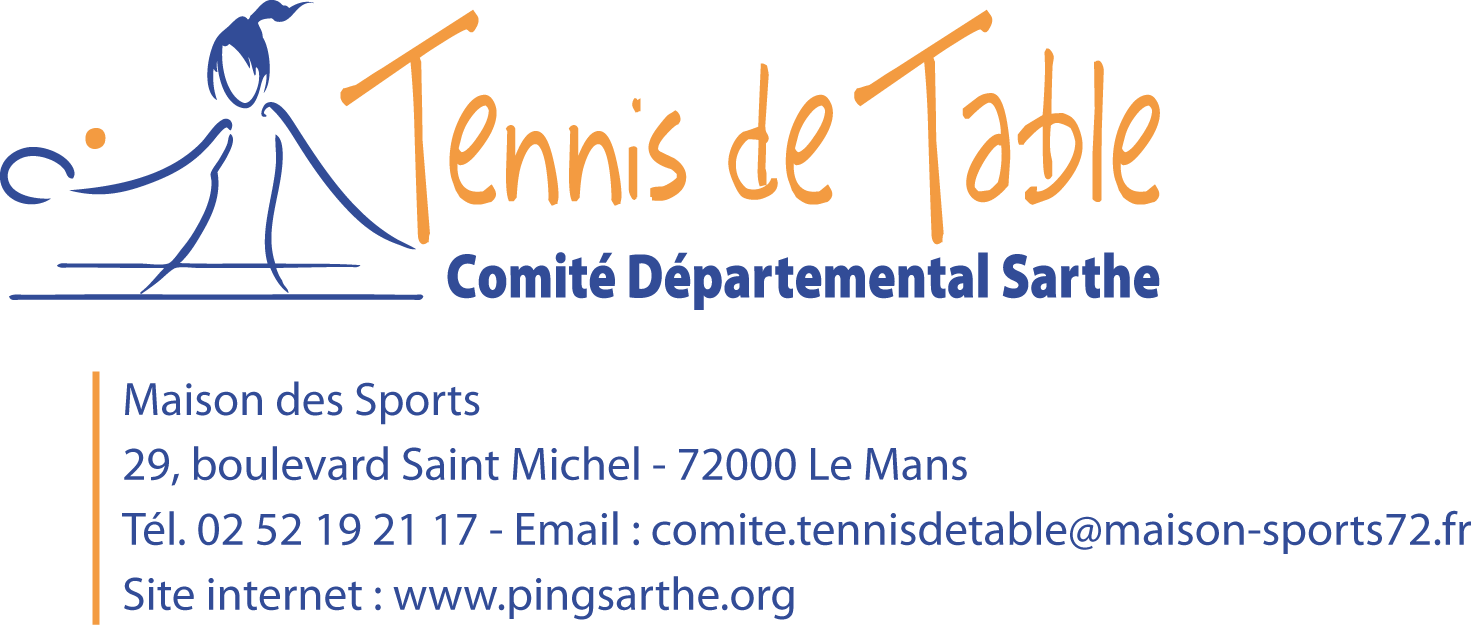 Tennis de Table
Comité Départemental Sarthe
Maison des Sports
29, boulevard Saint Michel - 72000 Le Mans
Tél. 02 52 19 21 17 - Email : comite.tennisdetable@maison-sports72.fr
Site internet : www.pingsarthe.org